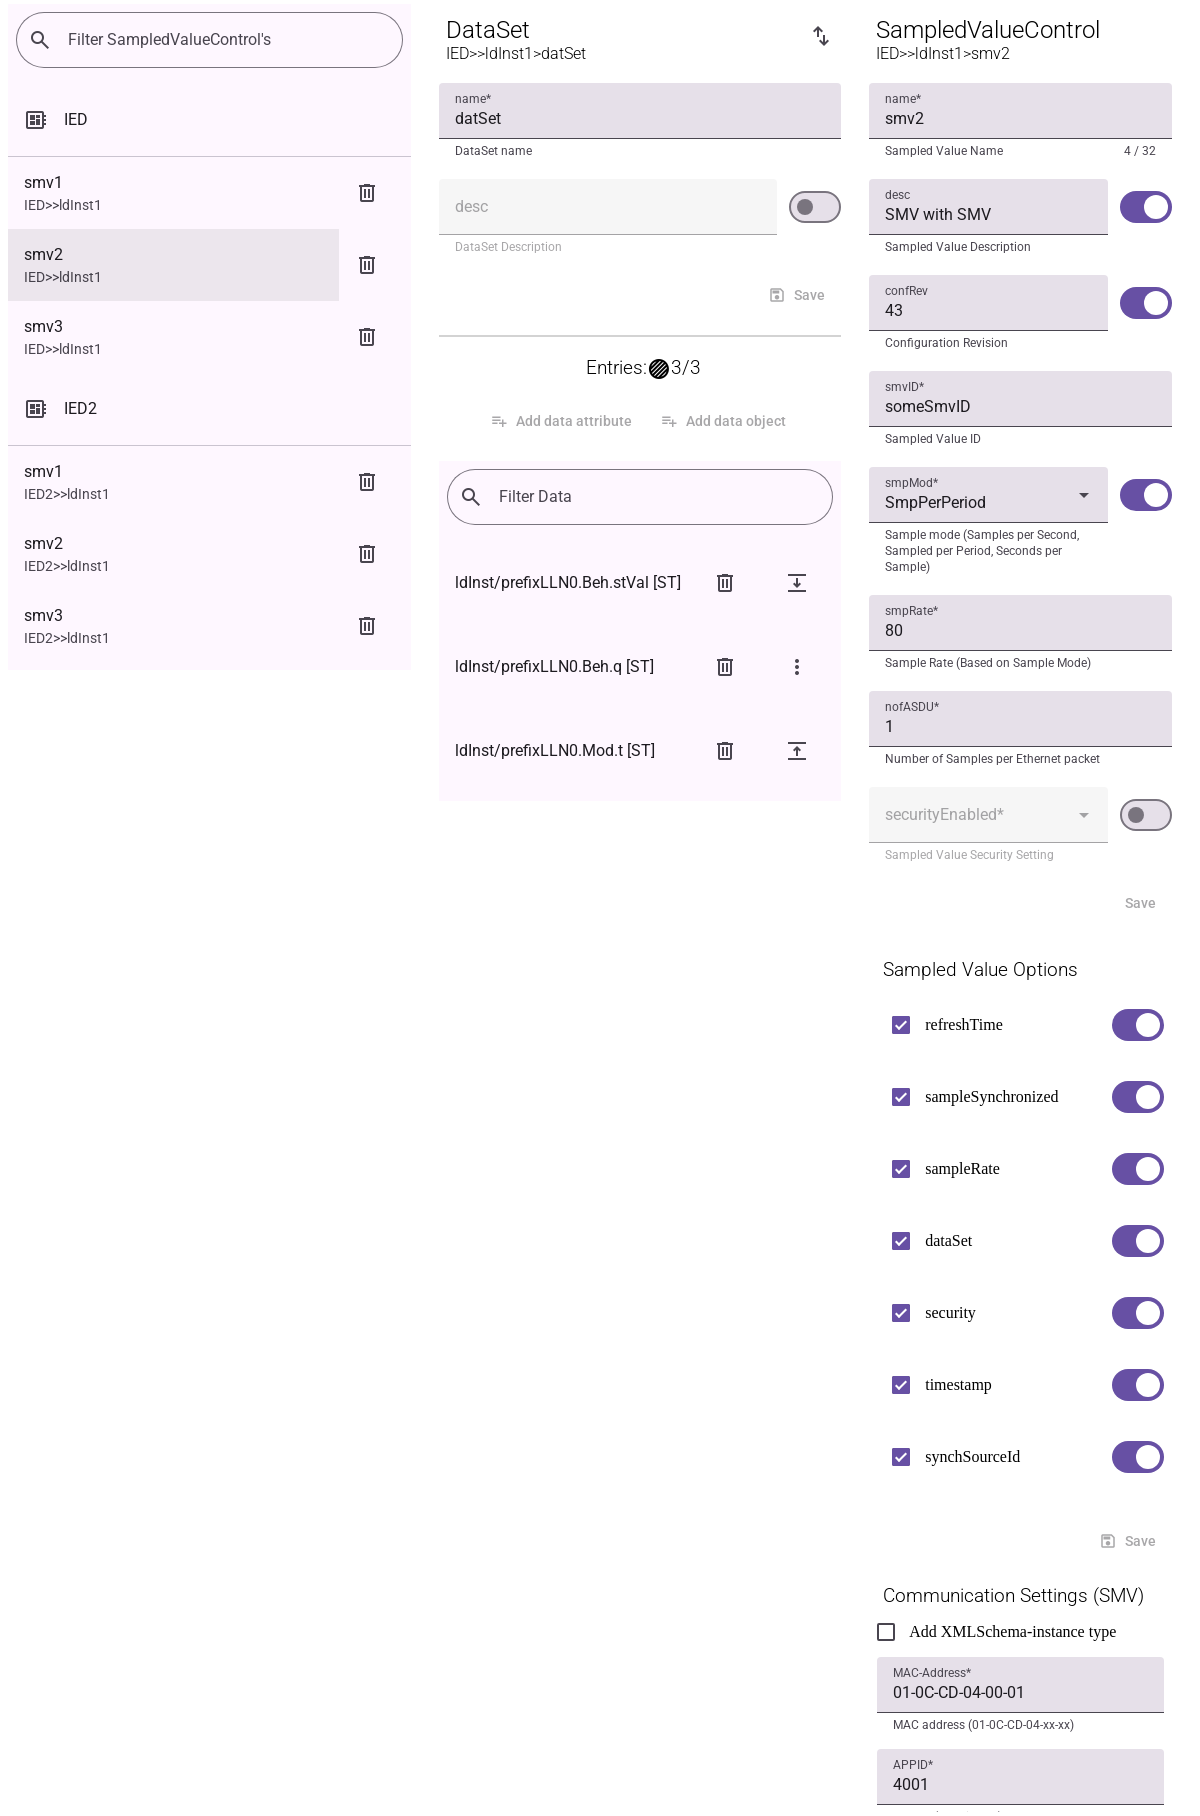 Filter SampledValueControl's
IED
smv1
IED>>ldInst1
smv2
IED>>ldInst1
smv3
IED>>ldInst1
IED2
smv1
IED2>>ldInst1
smv2
IED2>>ldInst1
smv3
IED2>>ldInst1
DataSet
IED>>ldInst1>datSet
name*
datSet
DataSet name
desc
DataSet Description
Save
Entries: 3/3
Add data attribute Add data object
Filter Data
ldInst/prefixLLN0.Beh.stVal [ST]
ldInst/prefixLLN0.Beh.q [ST]
ldInst/prefixLLN0.Mod.t [ST]
SampledValueControl
IED>>ldInst1>smv2
name*
smv2
Sampled Value Name 4 / 32
desc
SMV with SMV
Sampled Value Description
confRev
43
Configuration Revision
smvID*
someSmvID
Sampled Value ID
smpMod*
SmpPerPeriod
Sample mode (Samples per Second,
Sampled per Period, Seconds per
Sample)
smpRate*
80
Sample Rate (Based on Sample Mode)
nofASDU*
1
Number of Samples per Ethernet packet
securityEnabled*
Sampled Value Security Setting
Save
Sampled Value Options
refreshTime
sampleSynchronized
sampleRate
dataSet
security
timestamp
synchSourceId
Save
Communication Settings (SMV)
Add XMLSchema-instance type
MAC-Address*
01-0C-CD-04-00-01
MAC address (01-0C-CD-04-xx-xx)
APPID*
4001